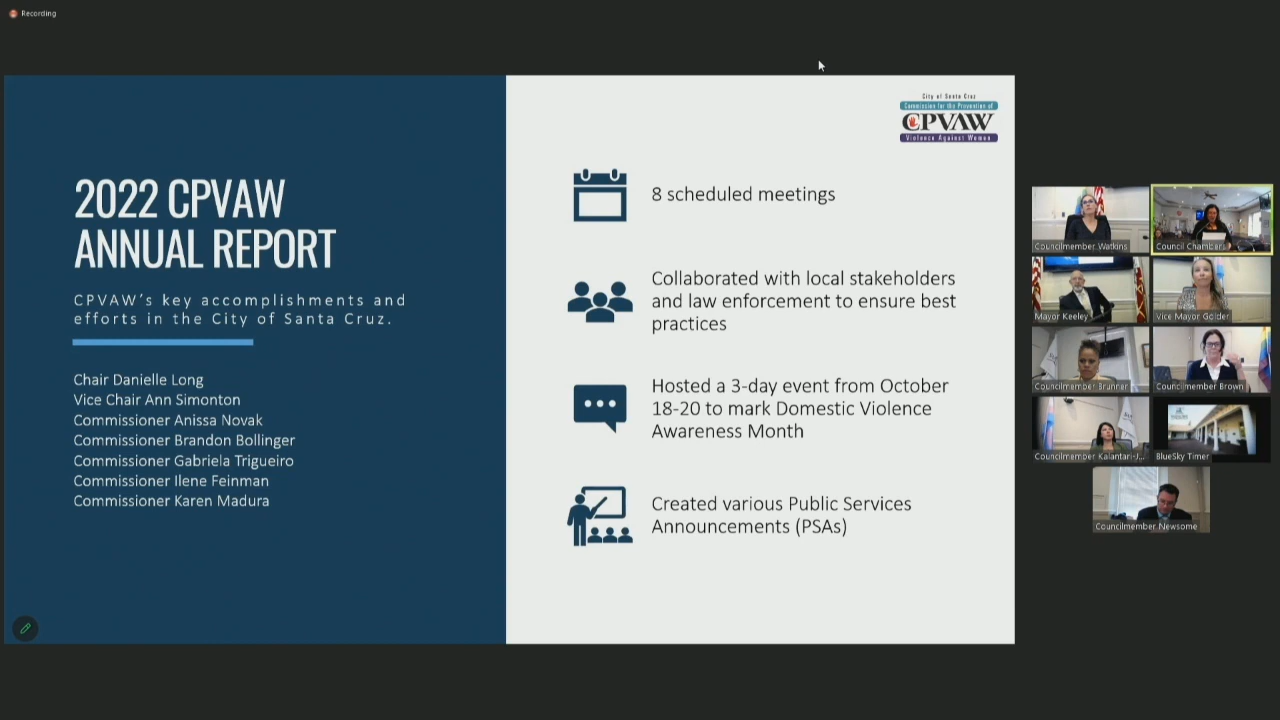 Recording
City of Santa Cruz
Commission for the Prevention of
CPVAW
Violence Against Women
2022 CPVAW
ANNUAL REPORT
CPVAW's key accomplishments and
efforts in the City of Santa Cruz.
Chair Danielle Long
Vice Chair Ann Simonton
Commissioner Anissa Novak
Commissioner Brandon Bollinger
Commissioner Gabriela Trigueiro
Commissioner Ilene Feinman
Commissioner Karen Madura
8 scheduled meetings
Collaborated with local stakeholders
and law enforcement to ensure best
practices
Hosted a 3-day event from October
18-20 to mark Domestic Violence
Awareness Month
Created various Public Services
Announcements (PSAs)
Councilmember Watkins
Council Chambers
Mayor Keeley
Vice Mayor Golder
Councilmember Brunner
Councilmember Brown
Councilmember Kalantari-J...
BlueSky Timer
Councilmember Newsome